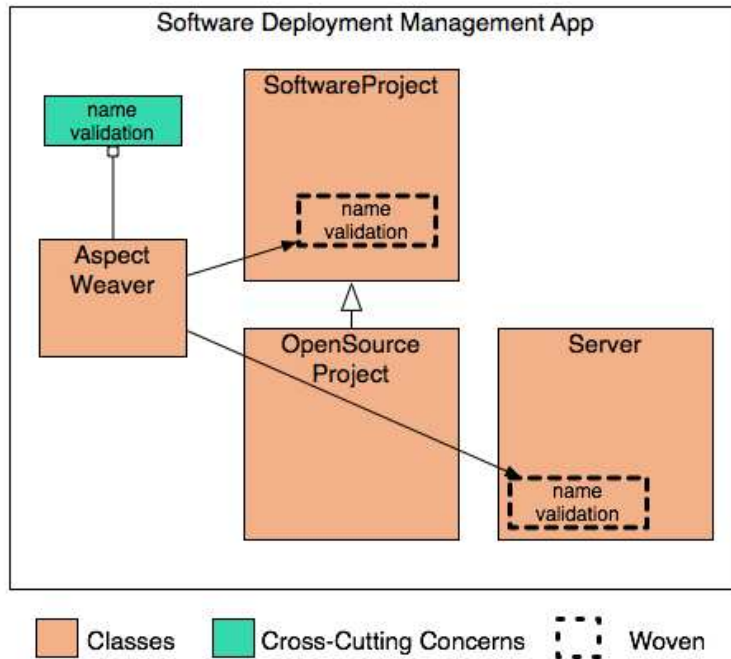 Software Deployment Management App
SoftwareProject
name
validation
name
validation
Aspect
Weaver
OpenSource
Project
Server
name
validation
Classes
Cross-Cutting Concerns
Woven